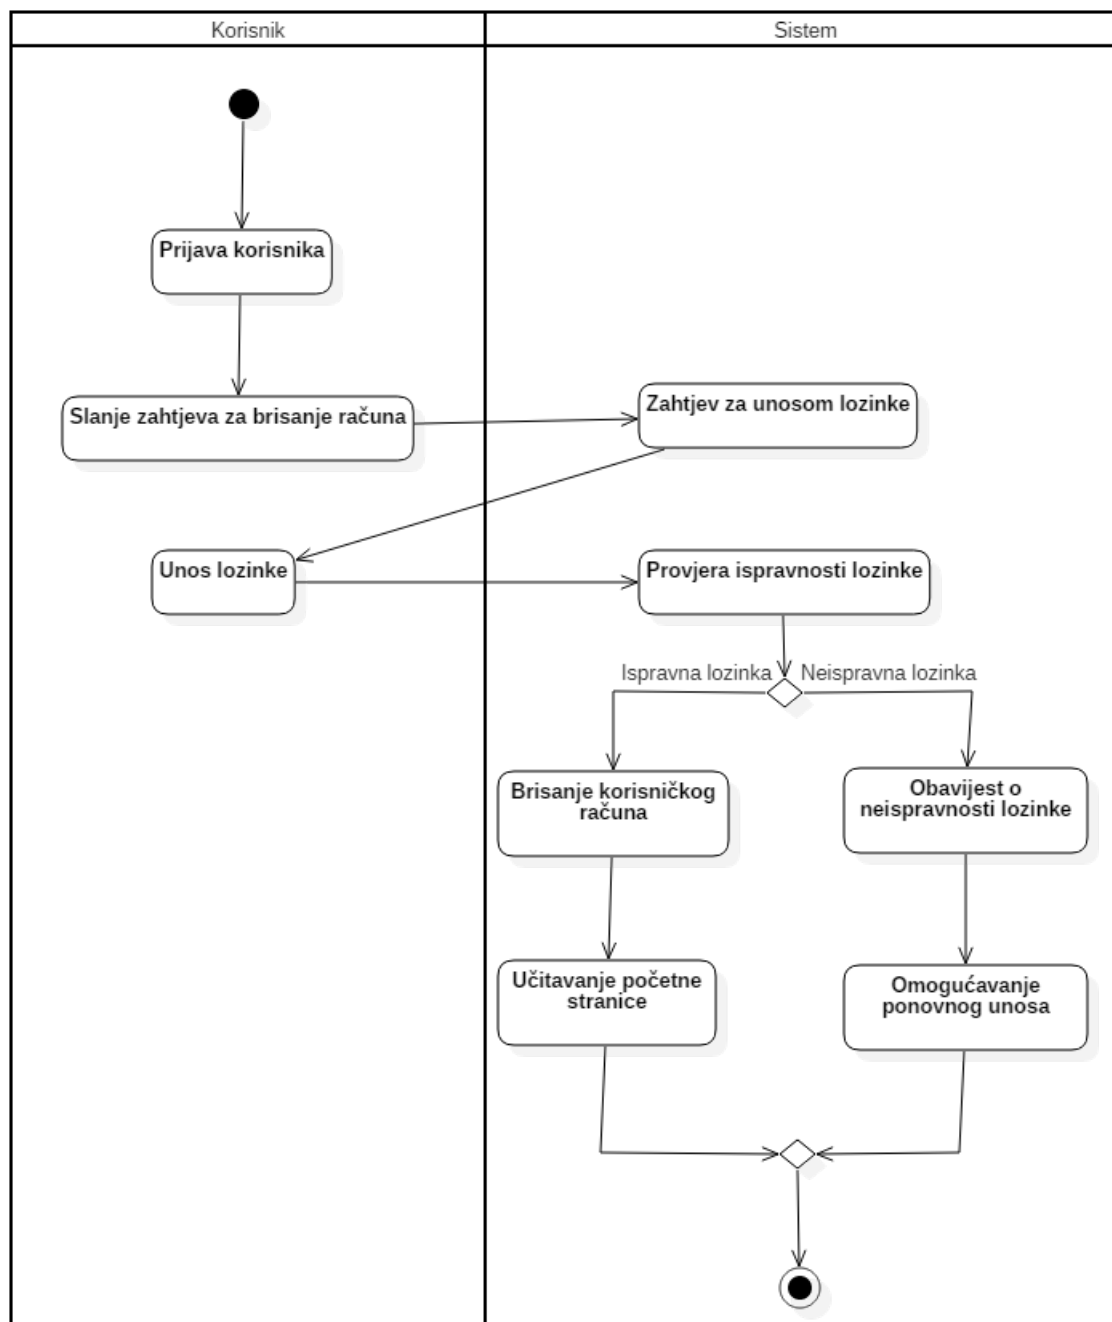 Korisnik
Sistem
Prijava korisnika
Slanje zahtjeva za brisanje računa
Zahtjev za unosom lozinke
Unos lozinke
Provjera ispravnosti lozinke
Ispravna lozinka
Neispravna lozinka
Brisanje korisničkog
računa
Obavijest o
neispravnosti lozinke
Učitavanje početne
stranice
Omogućavanje
ponovnog unosa